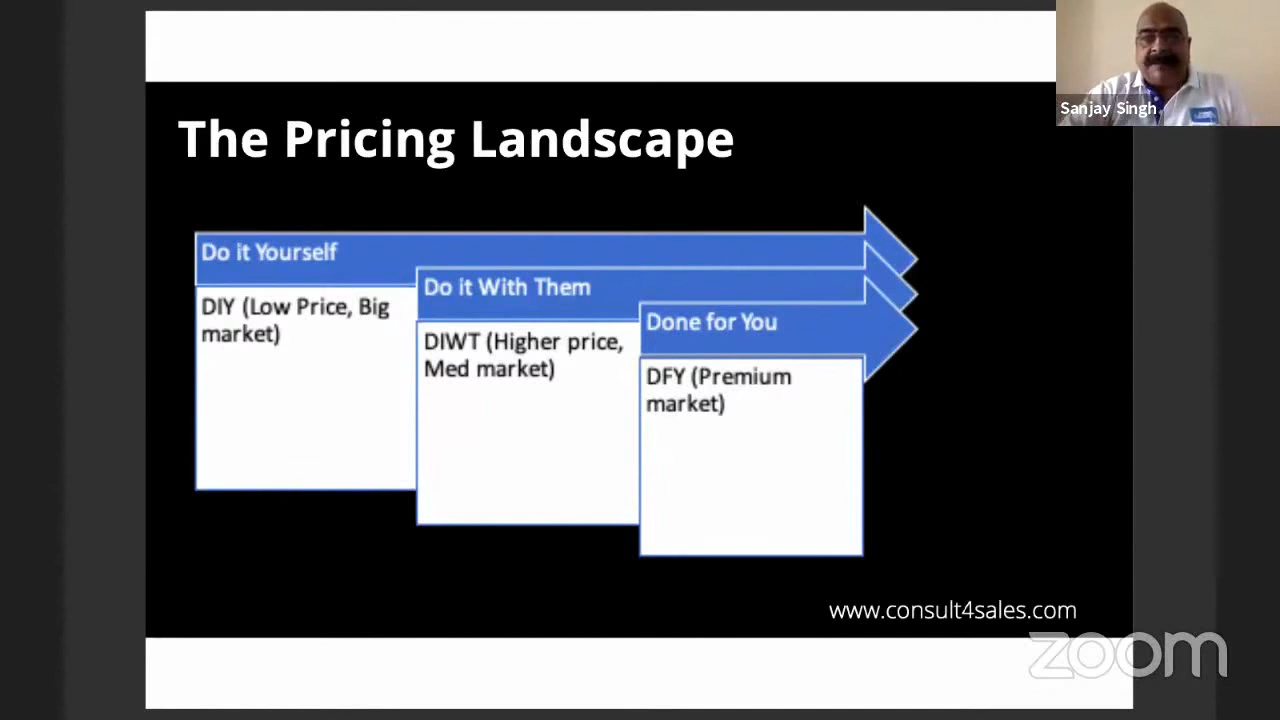 Sanjay Singh
The Pricing Landscape
Do it Yourself
DIY (Low Price, Big
market)
Do it With Them
DIWT (Higher price,
Med market)
Done for You
DFY (Premium
market)
www.consult4sales.com
zoom